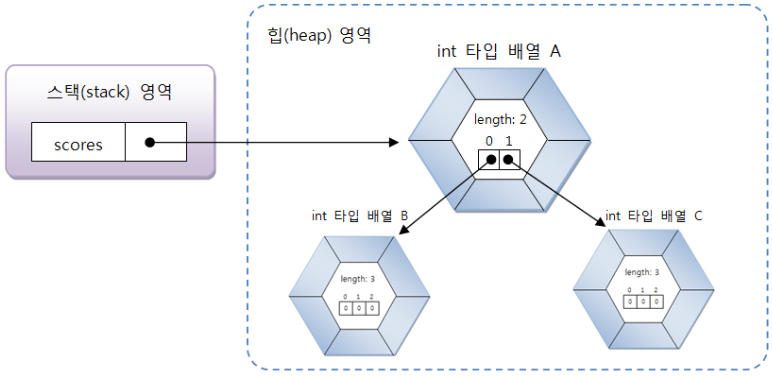 힙(heap) 영역
int 타입 배열 A
스택(stack) 영역
scores
length: 2
0 1
int 타입 배열 B
int 타입 배열 C
length: 3
0 1 2
0 0 0
length: 3
0 1 2
0 0 0